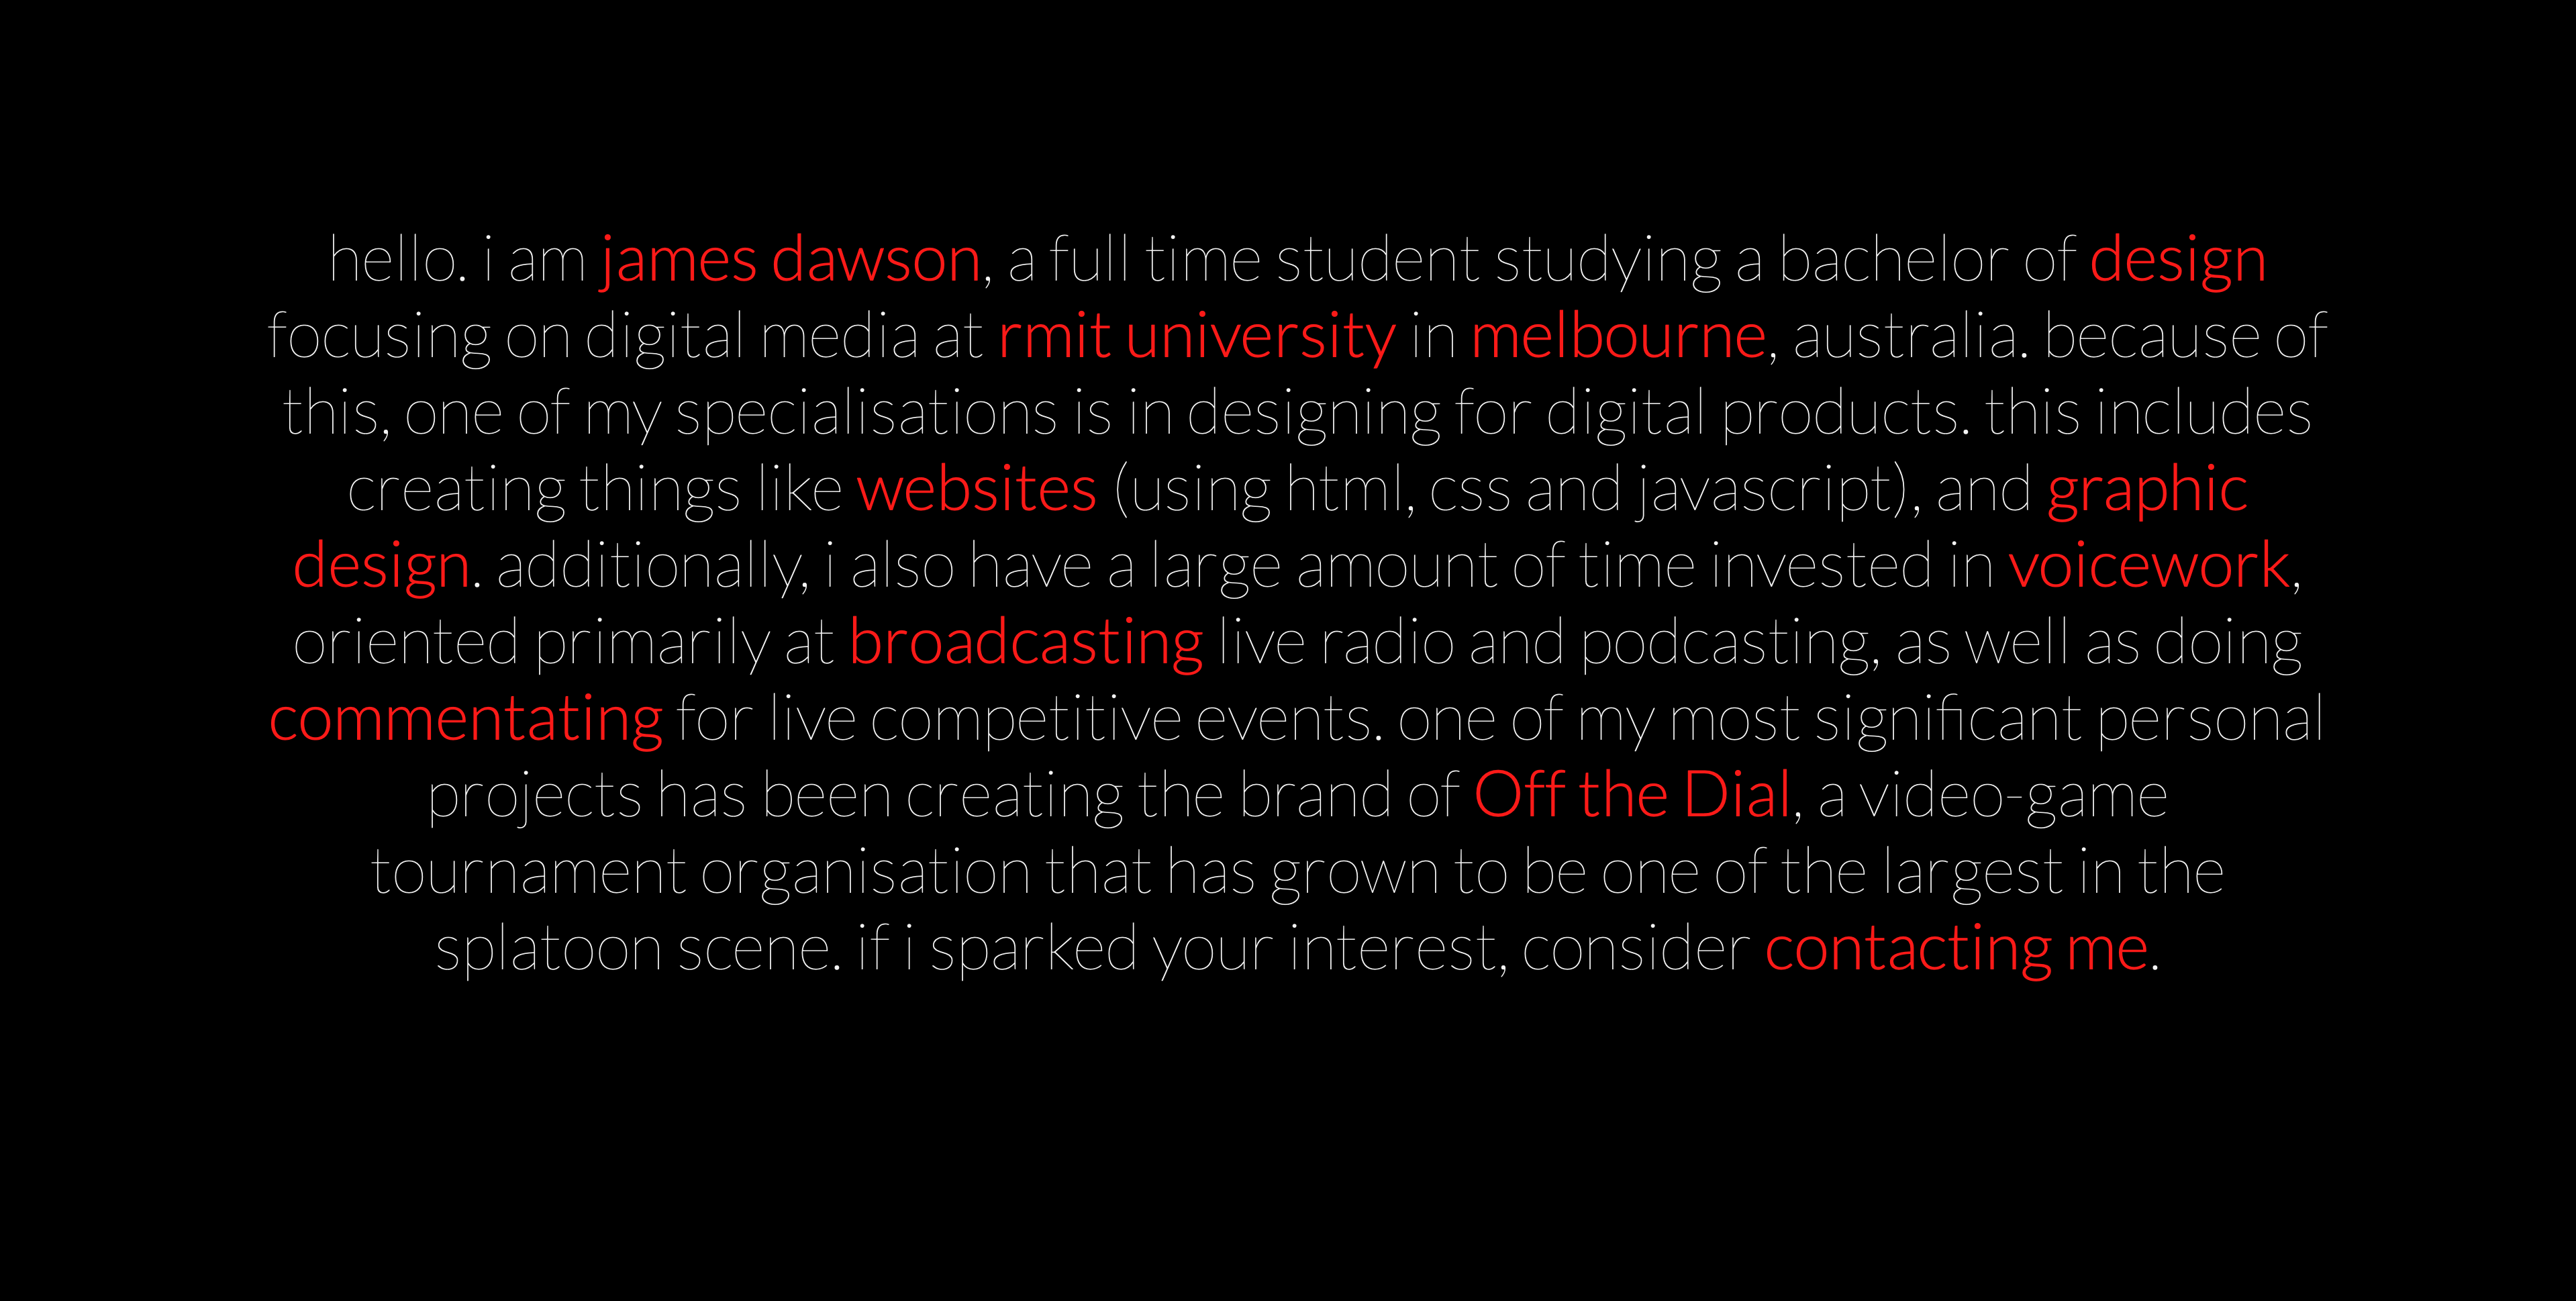 hello. i am james dawson, a full time student studying a bachelor of design
focusing on digital media at rmit university in melbourne, australia. because of
this, one of my specialisations is in designing for digital products. this includes
creating things like websites (using html, css and javascript), and graphic
design. additionally, i also have a large amount of time invested in voicework,
oriented primarily at broadcasting live radio and podcasting, as well as doing
commentating for live competitive events. one of my most significant personal
projects has been creating the brand of Off the Dial, a video-game
tournament organisation that has grown to be one of the largest in the
splatoon scene. if i sparked your interest, consider contacting me.